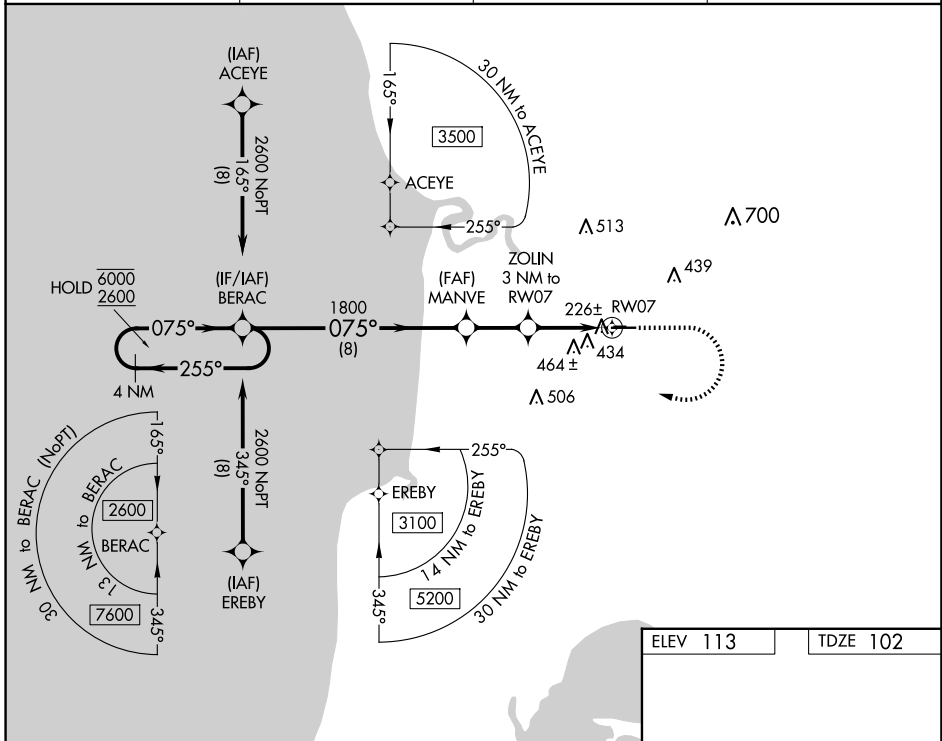 (IAF)
ACEYE
2600 NoPT
165°
(8)
165°
30 NM to ACEYE
3500
ACEYE
255°
513
700
439
HOLD 6000
2600
(IF/IAF)
BERAC
075°
255°
4 NM
1800
075°
(8)
(FAF)
MANVE
ZOLIN
3 NM to
RW07
226± RW07
434
464±
506
2600 NoPT
345°
(8)
(IAF)
EREBY
30 NM to BERAC (NoPT)
13 NM to BERAC
165°
2600
BERAC
7600
345°
255°
EREBY
3100
14 NM to EREBY
5200
30 NM to EREBY
345°
ELEV 113
TDZE 102